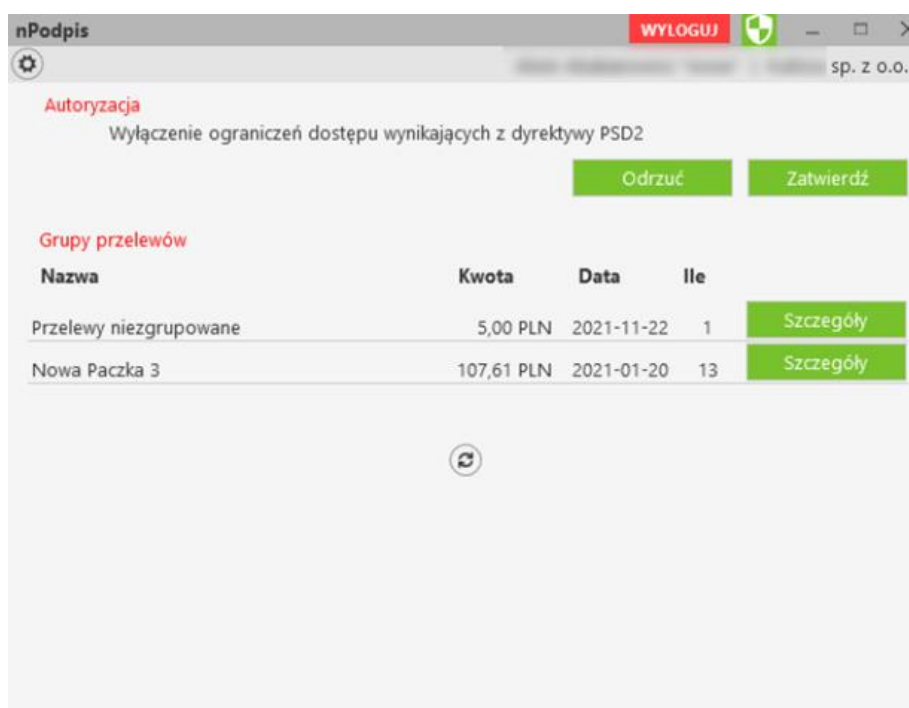 nPodpis WYLOGUJ
sp. z o.o.
Autoryzacja
Wyłączenie ograniczeń dostępu wynikających z dyrektywy PSD2
Odrzuć Zatwierdź
Grupy przelewów
Nazwa Kwota Data Ile
Przelewy niezgrupowane 5,00 PLN 2021-11-22 1 Szczegóły
Nowa Paczka 3 107,61 PLN 2021-01-20 13 Szczegóły